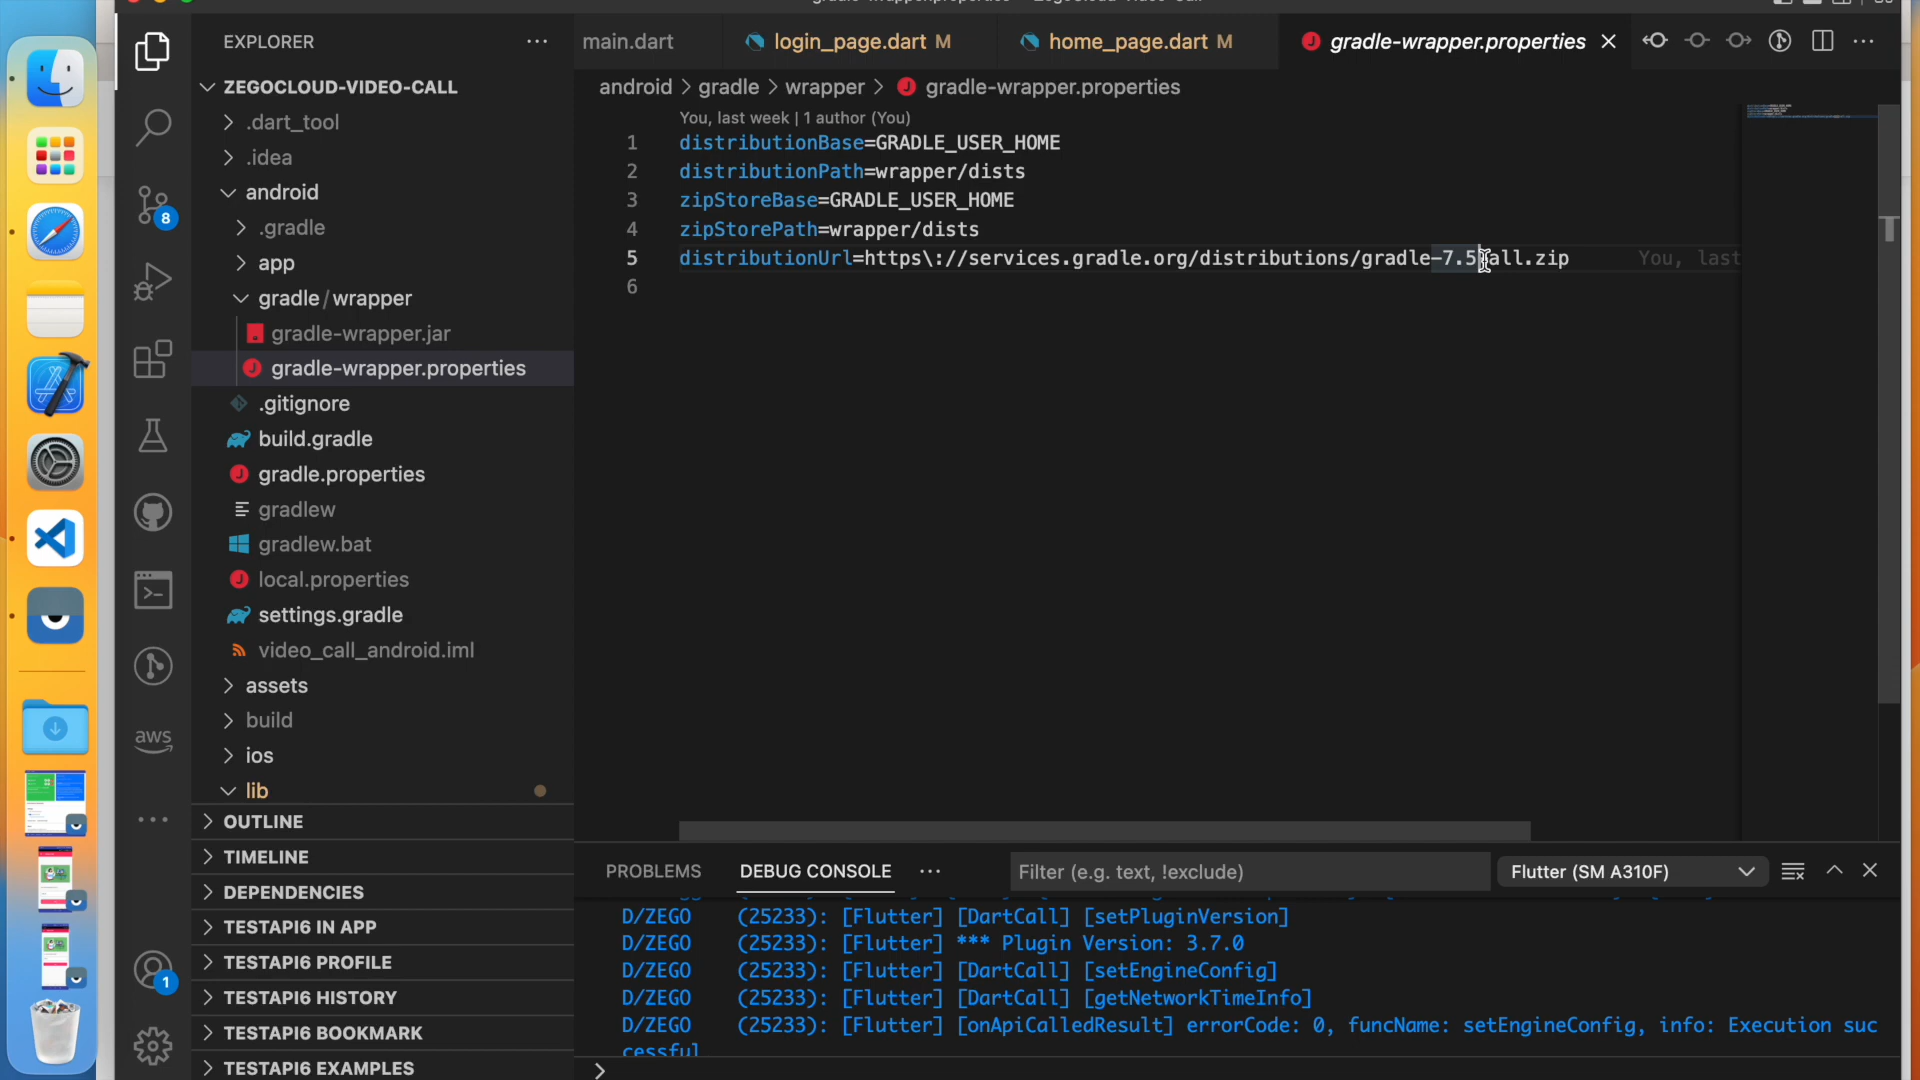 EXPLORER
ZEGOCLOUD-VIDEO-CALL
.dart_tool
.idea
android
.gradle
app
gradle/wrapper
gradle-wrapper.jar
gradle-wrapper.properties
.gitignore
build.gradle
gradle.properties
gradlew
gradlew.bat
local.properties
settings.gradle
video_call_android.iml
assets
build
ios
lib
OUTLINE
TIMELINE
DEPENDENCIES
TESTAPI6 IN APP
TESTAPI6 PROFILE
TESTAPI6 HISTORY
TESTAPI6 BOOKMARK
TESTAPI6 EXAMPLES
8
aws
1
main.dart
login_page.dart M
home_page.dart M
gradle-wrapper.properties
android > gradle > wrapper > gradle-wrapper.properties
You, last week | 1 author (You)
1 distributionBase=GRADLE_USER_HOME
2 distributionPath=wrapper/dists
3 zipStoreBase=GRADLE_USER_HOME
4 zipStorePath=wrapper/dists
5 distributionUrl=https\://services.gradle.org/distributions/gradle-7.5-all.zip You, last
6
PROBLEMS DEBUG CONSOLE Filter (e.g. text, !exclude) Flutter (SM A310F)
D/ZEGO (25233): [Flutter] [DartCall] [setPluginVersion]
D/ZEGO (25233): [Flutter] *** Plugin Version: 3.7.0
D/ZEGO (25233): [Flutter] [DartCall] [setEngineConfig]
D/ZEGO (25233): [Flutter] [DartCall] [getNetworkTimeInfo]
D/ZEGO (25233): [Flutter] [onApiCalledResult] errorCode: 0, funcName: setEngineConfig, info: Execution suc
cessful